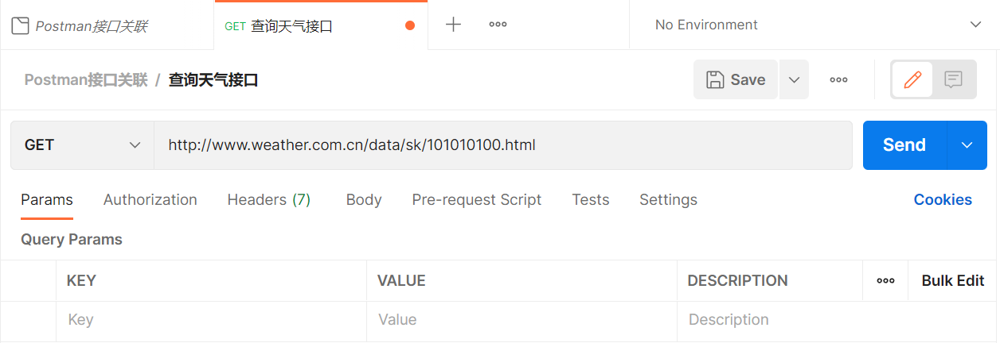 Postman接口关联 GET 查询天气接口 No Environment
Postman接口关联 / 查询天气接口 Save
GET http://www.weather.com.cn/data/sk/101010100.html Send
Params Authorization Headers (7) Body Pre-request Script Tests Settings Cookies
Query Params
KEY VALUE DESCRIPTION Bulk Edit
Key Value Description